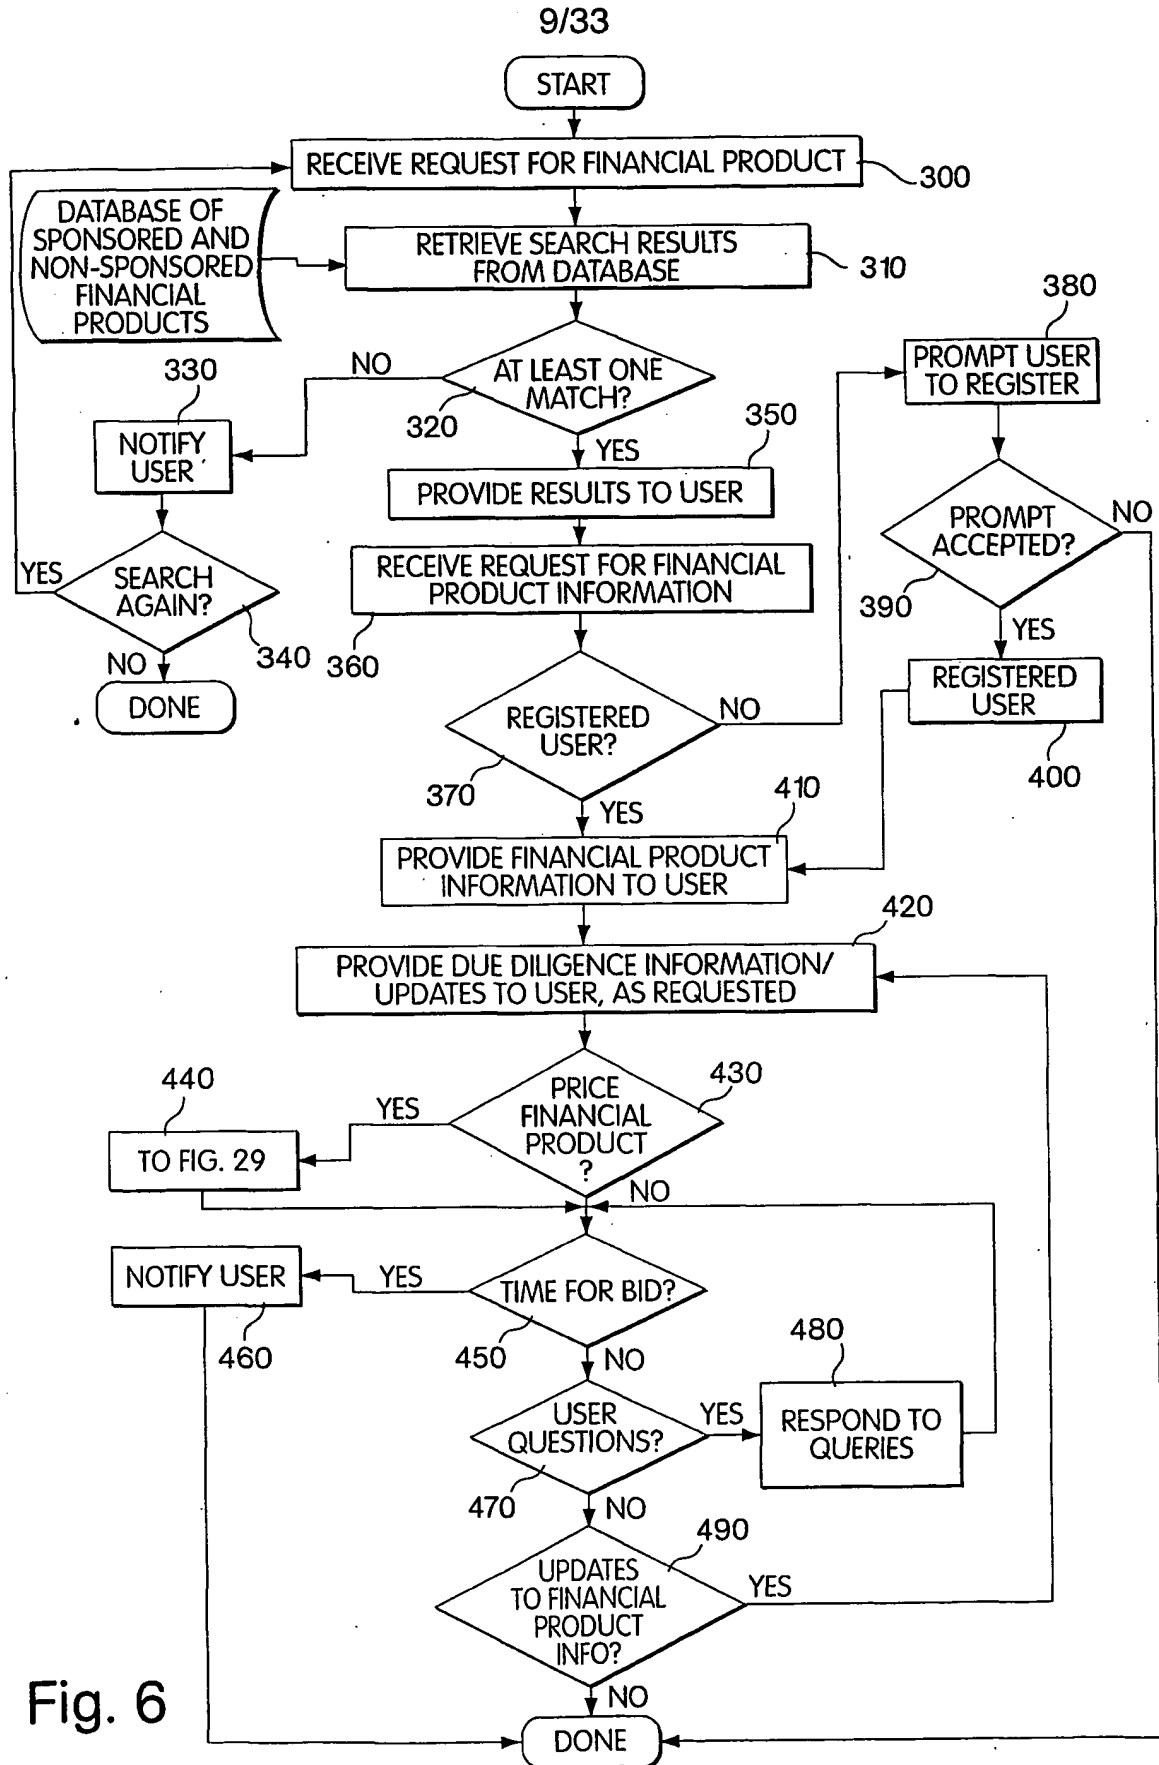 9/33
START
RECEIVE REQUEST FOR FINANCIAL PRODUCT
300
DATABASE OF
SPONSORED AND
NON-SPONSORED
FINANCIAL
PRODUCTS
RETRIEVE SEARCH RESULTS
FROM DATABASE
310
380
PROMPT USER
TO REGISTER
330
NO
AT LEAST ONE
MATCH?
320
NOTIFY
USER
YES
350
PROVIDE RESULTS TO USER
PROMPT
ACCEPTED?
NO
390
YES
SEARCH
AGAIN?
340
NO
DONE
RECEIVE REQUEST FOR FINANCIAL
PRODUCT INFORMATION
360
YES
REGISTERED
USER
400
REGISTERED
USER?
NO
370
YES
410
PROVIDE FINANCIAL PRODUCT
INFORMATION TO USER
420
PROVIDE DUE DILIGENCE INFORMATION/
UPDATES TO USER, AS REQUESTED
440
YES
PRICE
FINANCIAL
PRODUCT
?
430
TO FIG. 29
NO
NOTIFY USER
YES
TIME FOR BID?
460
450
NO
480
USER
QUESTIONS?
YES
RESPOND TO
QUERIES
470
NO
490
UPDATES
TO FINANCIAL
PRODUCT
INFO?
YES
NO
DONE
Fig. 6